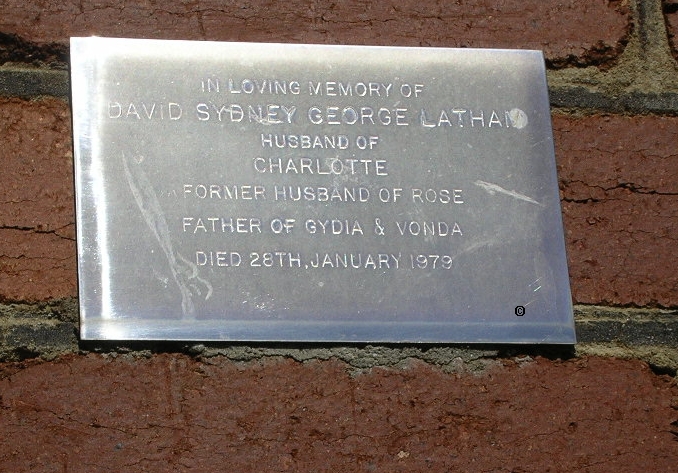 IN LOVING MEMORY OF
DAVID SYDNEY GEORGE LATHAM
HUSBAND OF
CHARLOTTE
FORMER HUSBAND OF ROSE
FATHER OF GYDIA & VONDA
DIED 28TH, JANUARY 1979
©